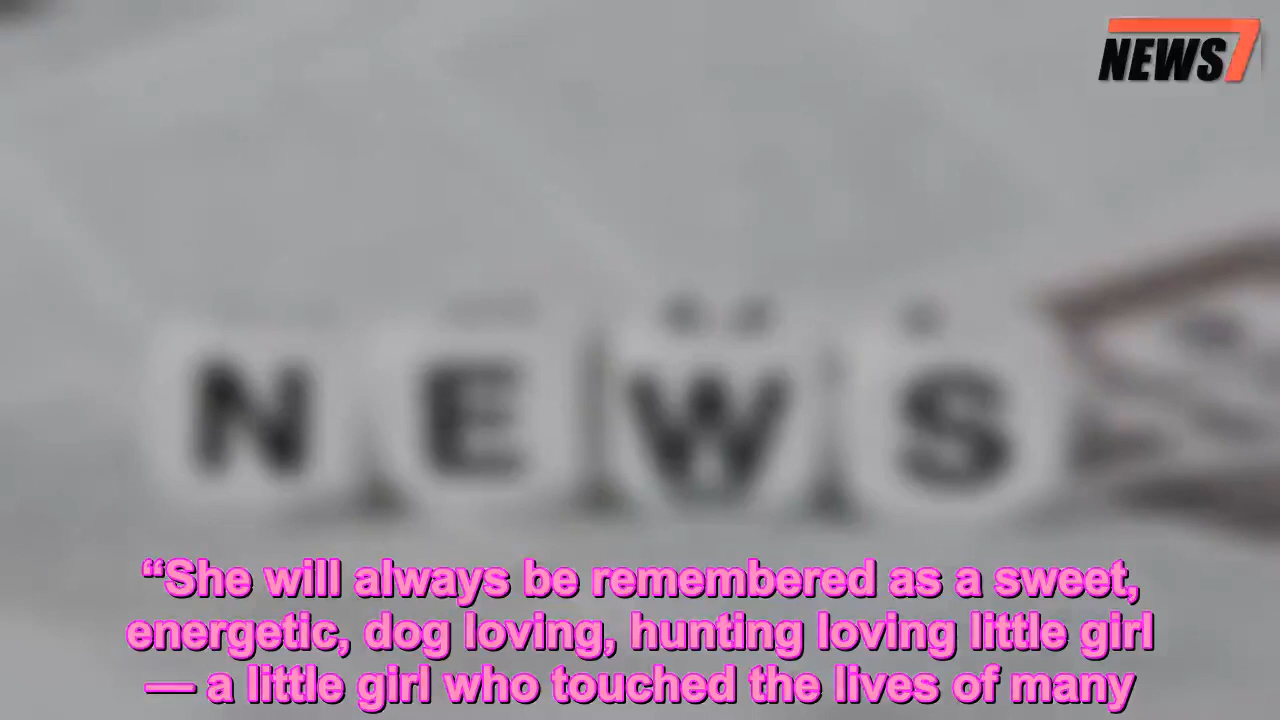 NEWS7
N E W S
“She will always be remembered as a sweet,
energetic, dog loving, hunting loving little girl
— a little girl who touched the lives of many